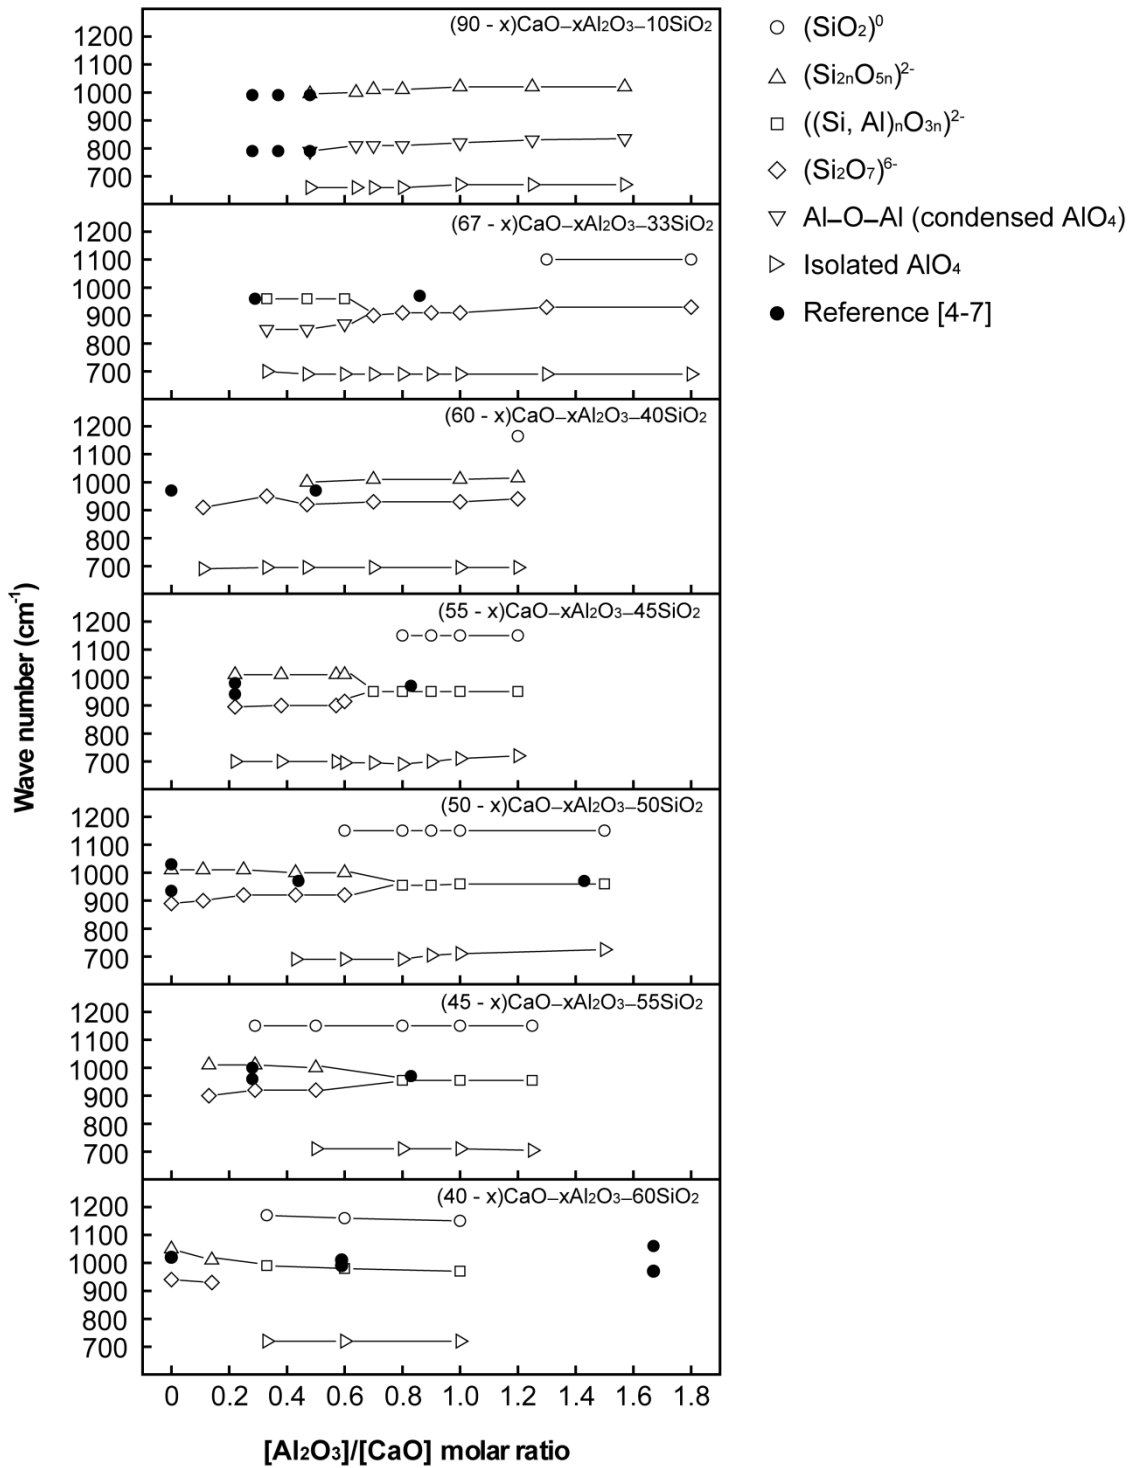 (90 - x)CaO–xAl₂O₃–10SiO₂
1200
1100
1000
900
800
700
(67 - x)CaO–xAl₂O₃–33SiO₂
1200
1100
1000
900
800
700
(60 - x)CaO–xAl₂O₃–40SiO₂
1200
1100
1000
900
800
700
(55 - x)CaO–xAl₂O₃–45SiO₂
1200
1100
1000
900
800
700
(50 - x)CaO–xAl₂O₃–50SiO₂
1200
1100
1000
900
800
700
(45 - x)CaO–xAl₂O₃–55SiO₂
1200
1100
1000
900
800
700
(40 - x)CaO–xAl₂O₃–60SiO₂
1200
1100
1000
900
800
700
0 0.2 0.4 0.6 0.8 1.0 1.2 1.4 1.6 1.8
[Al₂O₃]/[CaO] molar ratio
Wave number (cm⁻¹)
(SiO₂)⁰
(Si₂ₙO₅ₙ)²⁻
((Si, Al)ₙO₃ₙ)²⁻
(Si₂O₇)⁶⁻
Al–O–Al (condensed AlO₄)
Isolated AlO₄
Reference [4-7]